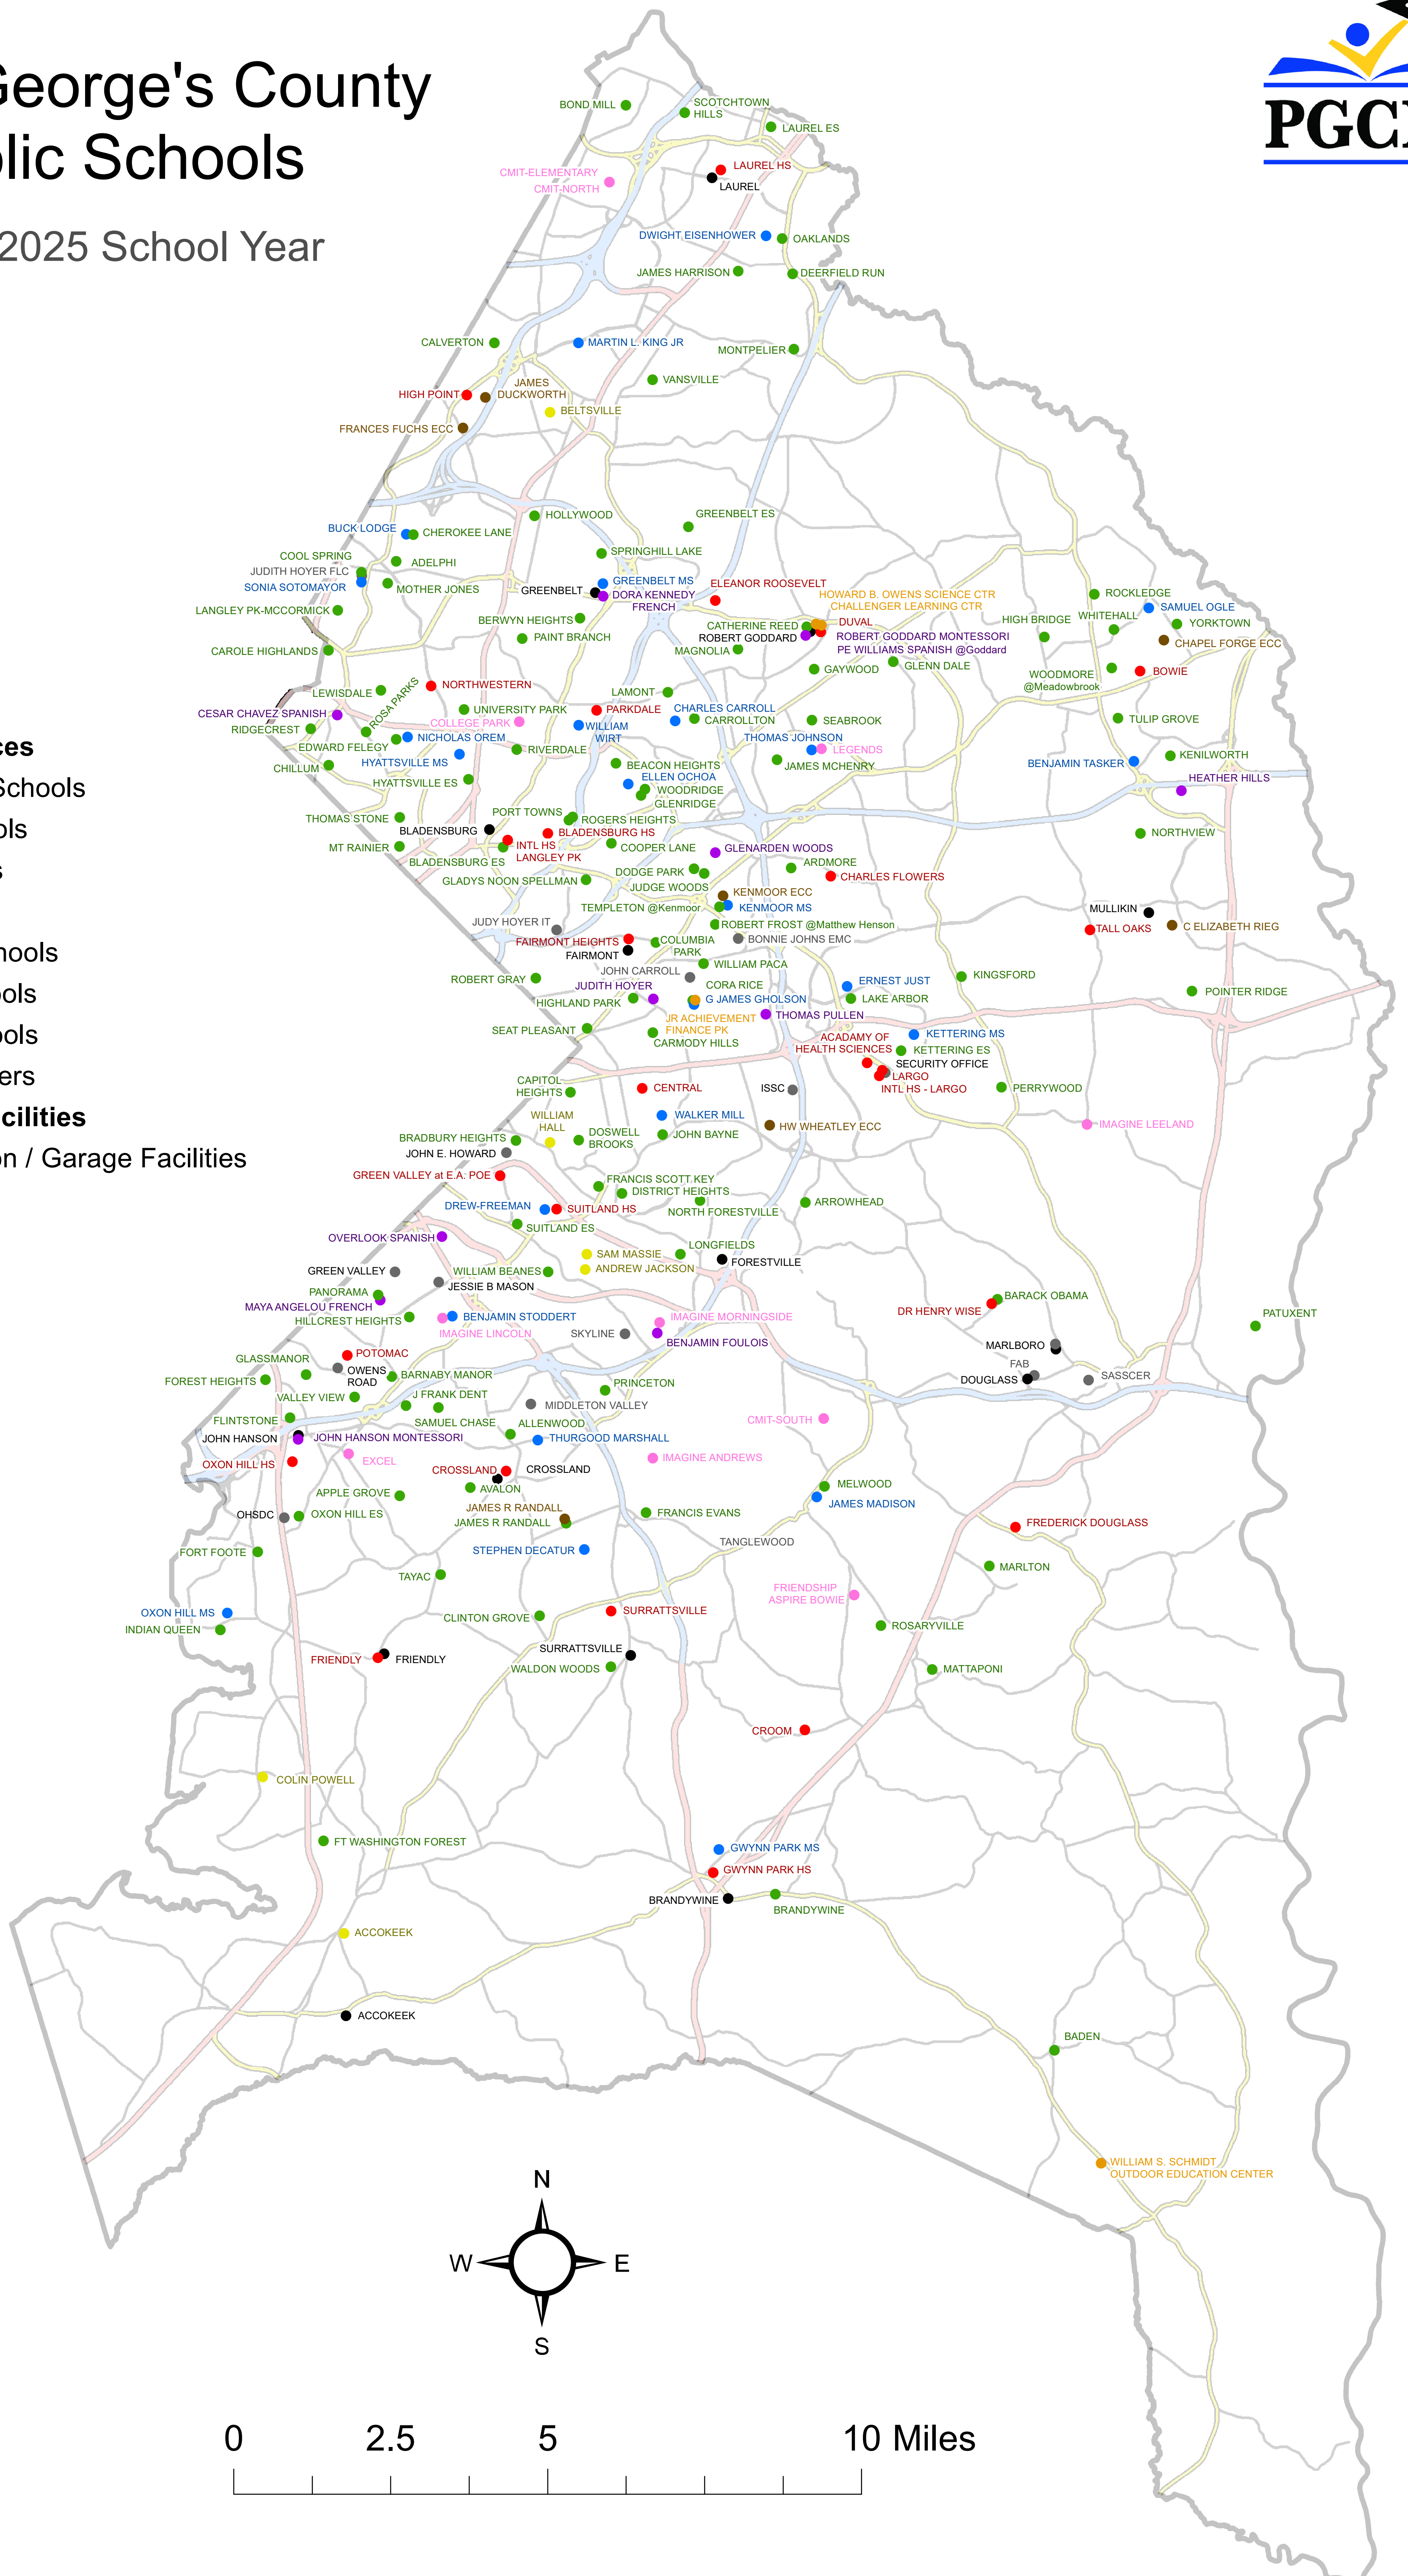 George's County
blic Schools
2025 School Year
PGC
ces
Schools
ols
s
hools
ools
ools
ers
cilities
on / Garage Facilities
BOND MILL
SCOTCHTOWN
HILLS
LAUREL ES
LAUREL HS
LAUREL
CMIT-ELEMENTARY
CMIT-NORTH
DWIGHT EISENHOWER
OAKLANDS
JAMES HARRISON
DEERFIELD RUN
CALVERTON
MARTIN L. KING JR
MONTPELIER
VANSVILLE
HIGH POINT
JAMES
DUCKWORTH
BELTSVILLE
FRANCES FUCHS ECC
HOLLYWOOD
GREENBELT ES
BUCK LODGE
CHEROKEE LANE
COOL SPRING
ADELPHI
SPRINGHILL LAKE
JUDITH HOYER FLC
SONIA SOTOMAYOR
MOTHER JONES
GREENBELT
GREENBELT MS
DORA KENNEDY
FRENCH
ELEANOR ROOSEVELT
HOWARD B. OWENS SCIENCE CTR
CHALLENGER LEARNING CTR
ROCKLEDGE
LANGLEY PK-MCCORMICK
BERWYN HEIGHTS
CATHERINE REED
DUVAL
HIGH BRIDGE
WHITEHALL
SAMUEL OGLE
YORKTOWN
PAINT BRANCH
ROBERT GODDARD
ROBERT GODDARD MONTESSORI
PE WILLIAMS SPANISH @Goddard
CHAPEL FORGE ECC
CAROLE HIGHLANDS
MAGNOLIA
GAYWOOD
GLENN DALE
WOODMORE
@Meadowbrook
BOWIE
LEWISDALE
ROSA PARKS
NORTHWESTERN
LAMONT
CESAR CHAVEZ SPANISH
UNIVERSITY PARK
PARKDALE
CHARLES CARROLL
CARROLLTON
SEABROOK
TULIP GROVE
RIDGECREST
COLLEGE PARK
WILLIAM
WIRT
EDWARD FELEGY
NICHOLAS OREM
THOMAS JOHNSON
LEGENDS
RIVERDALE
HYATTSVILLE MS
JAMES MCHENRY
BENJAMIN TASKER
KENILWORTH
CHILLUM
BEACON HEIGHTS
HYATTSVILLE ES
ELLEN OCHOA
WOODRIDGE
GLENRIDGE
HEATHER HILLS
THOMAS STONE
PORT TOWNS
ROGERS HEIGHTS
BLADENSBURG
BLADENSBURG HS
NORTHVIEW
MT RAINIER
INTL HS
LANGLEY PK
COOPER LANE
GLENARDEN WOODS
BLADENSBURG ES
ARDMORE
GLADYS NOON SPELLMAN
DODGE PARK
JUDGE WOODS
CHARLES FLOWERS
KENMOOR ECC
TEMPLETON @Kenmoor
KENMOOR MS
MULLIKIN
JUDY HOYER IT
ROBERT FROST @Matthew Henson
TALL OAKS
C ELIZABETH RIEG
FAIRMONT HEIGHTS
COLUMBIA
PARK
BONNIE JOHNS EMC
FAIRMONT
WILLIAM PACA
ROBERT GRAY
JOHN CARROLL
KINGSFORD
JUDITH HOYER
CORA RICE
ERNEST JUST
POINTER RIDGE
HIGHLAND PARK
G JAMES GHOLSON
LAKE ARBOR
JR ACHIEVEMENT
FINANCE PK
THOMAS PULLEN
SEAT PLEASANT
CARMODY HILLS
KETTERING MS
ACADAMY OF
HEALTH SCIENCES
KETTERING ES
SECURITY OFFICE
LARGO
INTL HS - LARGO
CAPITOL
HEIGHTS
CENTRAL
ISSC
PERRYWOOD
WILLIAM
HALL
WALKER MILL
HW WHEATLEY ECC
IMAGINE LEELAND
BRADBURY HEIGHTS
DOSWELL
BROOKS
JOHN BAYNE
JOHN E. HOWARD
GREEN VALLEY at E.A. POE
FRANCIS SCOTT KEY
DISTRICT HEIGHTS
DREW-FREEMAN
SUITLAND HS
NORTH FORESTVILLE
ARROWHEAD
SUITLAND ES
OVERLOOK SPANISH
SAM MASSIE
LONGFIELDS
GREEN VALLEY
WILLIAM BEANES
ANDREW JACKSON
FORESTVILLE
JESSIE B MASON
PANORAMA
MAYA ANGELOU FRENCH
BARACK OBAMA
DR HENRY WISE
HILLCREST HEIGHTS
BENJAMIN STODDERT
IMAGINE MORNINGSIDE
PATUXENT
IMAGINE LINCOLN
SKYLINE
BENJAMIN FOULOIS
MARLBORO
GLASSMANOR
POTOMAC
OWENS
ROAD
FAB
FOREST HEIGHTS
BARNABY MANOR
DOUGLASS
SASSCER
PRINCETON
VALLEY VIEW
J FRANK DENT
MIDDLETON VALLEY
FLINTSTONE
SAMUEL CHASE
ALLENWOOD
CMIT-SOUTH
JOHN HANSON
JOHN HANSON MONTESSORI
THURGOOD MARSHALL
OXON HILL HS
EXCEL
IMAGINE ANDREWS
CROSSLAND
CROSSLAND
APPLE GROVE
AVALON
MELWOOD
JAMES MADISON
OHSDC
OXON HILL ES
JAMES R RANDALL
JAMES R RANDALL
FRANCIS EVANS
FREDERICK DOUGLASS
FORT FOOTE
STEPHEN DECATUR
TANGLEWOOD
MARLTON
TAYAC
FRIENDSHIP
ASPIRE BOWIE
OXON HILL MS
CLINTON GROVE
SURRATTSVILLE
INDIAN QUEEN
ROSARYVILLE
FRIENDLY
FRIENDLY
SURRATTSVILLE
WALDON WOODS
MATTAPONI
CROOM
COLIN POWELL
FT WASHINGTON FOREST
GWYNN PARK MS
GWYNN PARK HS
BRANDYWINE
BRANDYWINE
ACCOKEEK
ACCOKEEK
BADEN
WILLIAM S. SCHMIDT
OUTDOOR EDUCATION CENTER
N
W E
S
0 2.5 5 10 Miles